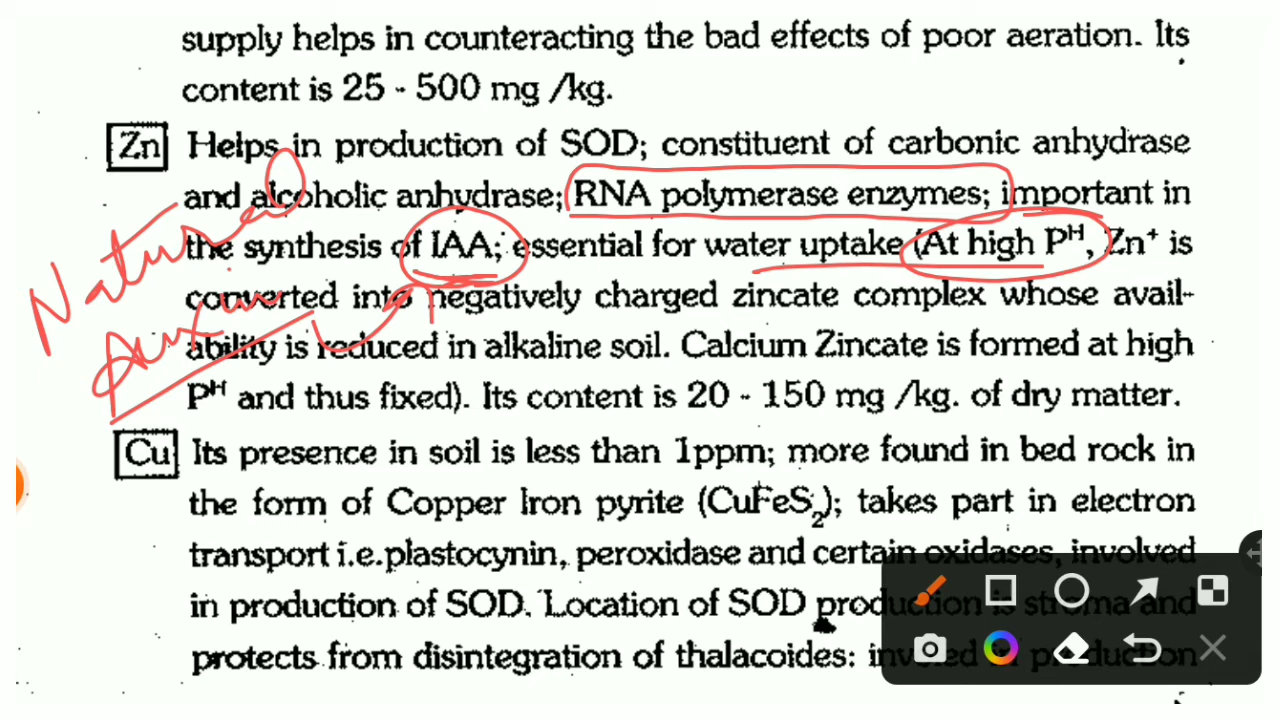 supply helps in counteracting the bad effects of poor aeration. Its
content is 25 - 500 mg /kg.
Zn Helps in production of SOD; constituent of carbonic anhydrase
and alcoholic anhydrase; RNA polymerase enzymes; important in
the synthesis of IAA; essential for water uptake (At high P^H, Zn⁺ is
converted into negatively charged zincate complex whose avail-
ability is reduced in alkaline soil. Calcium Zincate is formed at high
P^H and thus fixed). Its content is 20 - 150 mg /kg. of dry matter.
Natural
Auxin
Cu Its presence in soil is less than 1ppm; more found in bed rock in
the form of Copper Iron pyrite (CuFeS₂); takes part in electron
transport i.e.plastocynin, peroxidase and certain oxidases, involved
in production of SOD. Location of SOD production is stroma and
protects from disintegration of thalacoides: in production